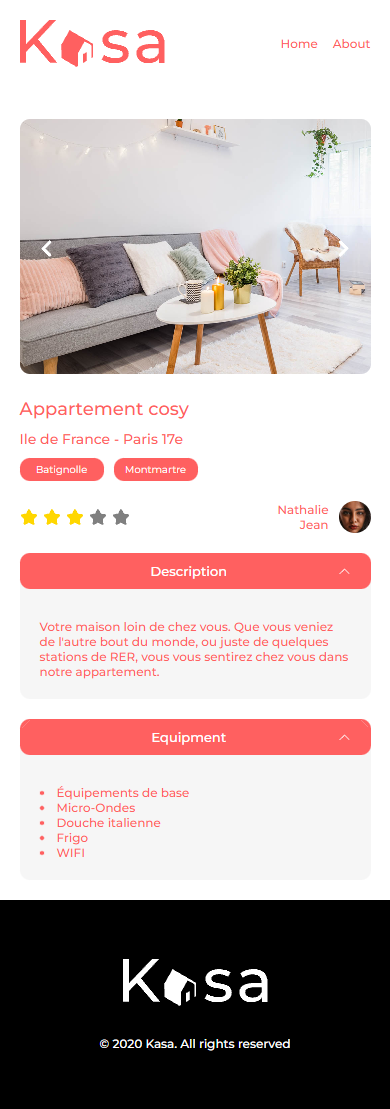 Kasa
Home About
Appartement cosy
Ile de France - Paris 17e
Batignolle Montmartre
Nathalie
Jean
Description
Votre maison loin de chez vous. Que vous veniez
de l'autre bout du monde, ou juste de quelques
stations de RER, vous vous sentirez chez vous dans
notre appartement.
Equipment
Équipements de base
Micro-Ondes
Douche italienne
Frigo
WIFI
Kasa
© 2020 Kasa. All rights reserved